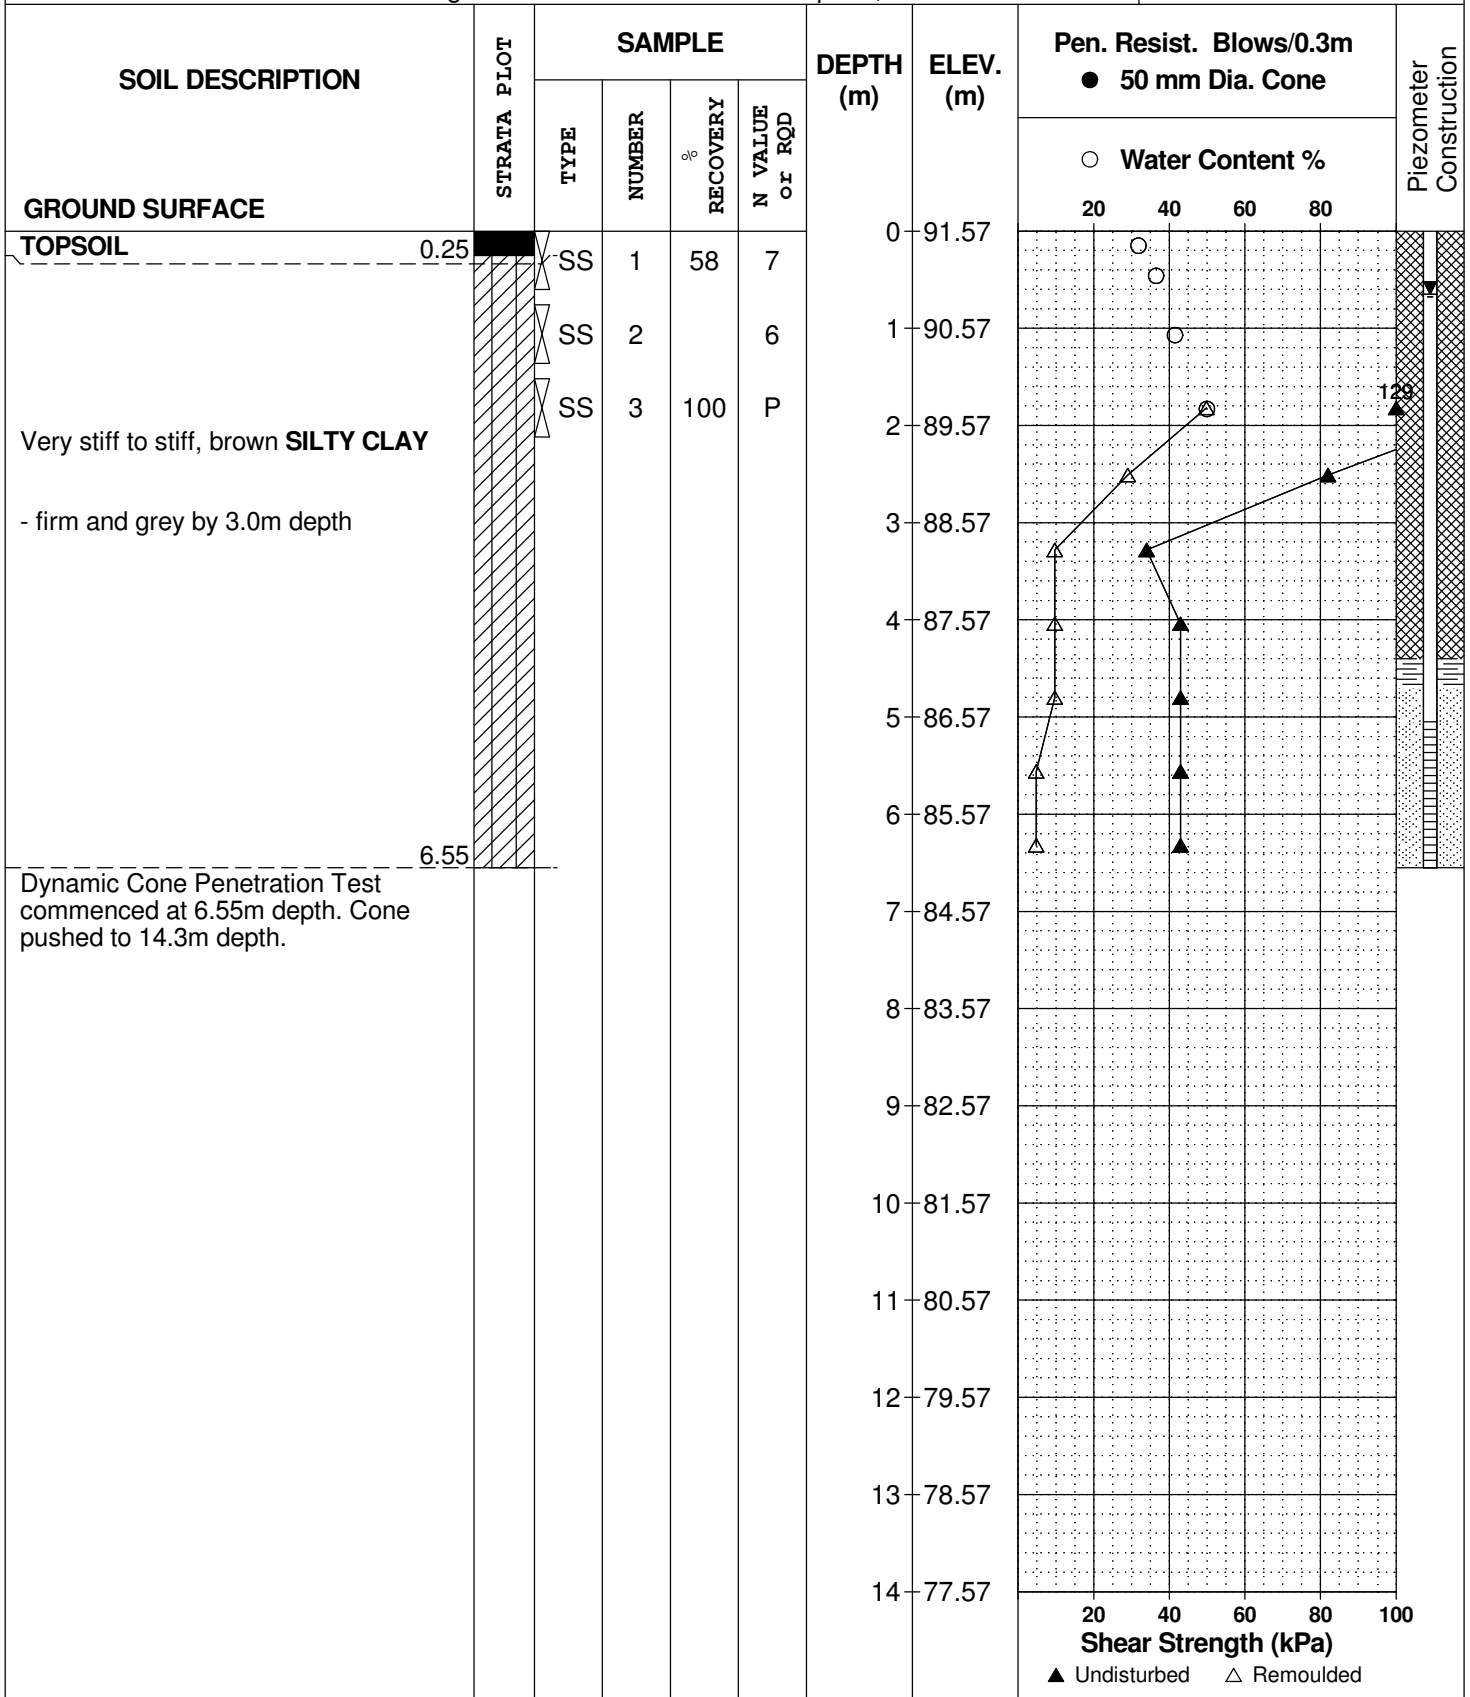 SOIL DESCRIPTION
GROUND SURFACE
STRATA PLOT
SAMPLE
TYPE
NUMBER
%
RECOVERY
N VALUE
or RQD
DEPTH
(m)
ELEV.
(m)
Pen. Resist. Blows/0.3m
● 50 mm Dia. Cone
○ Water Content %
20 40 60 80
Piezometer
Construction
TOPSOIL 0.25
SS 1 58 7
SS 2 6
SS 3 100 P
Very stiff to stiff, brown SILTY CLAY
- firm and grey by 3.0m depth
6.55
Dynamic Cone Penetration Test
commenced at 6.55m depth. Cone
pushed to 14.3m depth.
0 91.57
1 90.57
2 89.57
3 88.57
4 87.57
5 86.57
6 85.57
7 84.57
8 83.57
9 82.57
10 81.57
11 80.57
12 79.57
13 78.57
14 77.57
129
20 40 60 80 100
Shear Strength (kPa)
▲ Undisturbed △ Remoulded